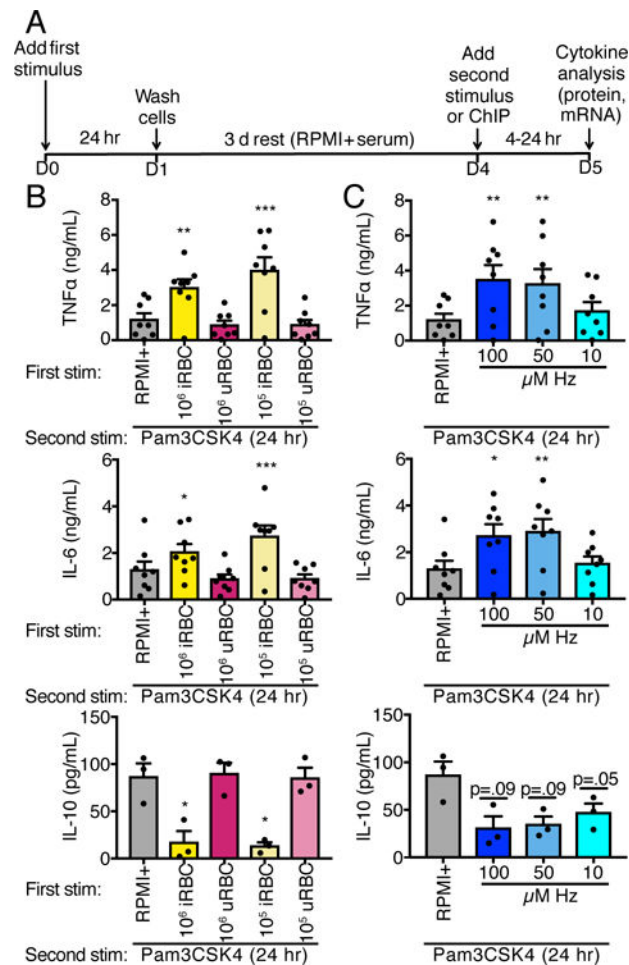 A
Add first
stimulus
Wash
cells
Add
second
stimulus
or ChIP
Cytokine
analysis
(protein,
mRNA)
24 hr
3 d rest (RPMI+serum)
4-24 hr
D0
D1
D4
D5
B
TNFα (ng/mL)
8
6
4
2
0
**
***
First stim:
RPMI+
10⁶ iRBC
10⁶ uRBC
10⁵ iRBC
10⁵ uRBC
Second stim: Pam3CSK4 (24 hr)
IL-6 (ng/mL)
6
4
2
0
*
***
First stim:
RPMI+
10⁶ iRBC
10⁶ uRBC
10⁵ iRBC
10⁵ uRBC
Second stim: Pam3CSK4 (24 hr)
IL-10 (pg/mL)
150
100
50
0
*
*
First stim:
RPMI+
10⁶ iRBC
10⁶ uRBC
10⁵ iRBC
10⁵ uRBC
Second stim: Pam3CSK4 (24 hr)
C
TNFα (ng/mL)
8
6
4
2
0
**
**
RPMI+
100 50 10
µM Hz
Pam3CSK4 (24 hr)
IL-6 (ng/mL)
6
4
2
0
*
**
RPMI+
100 50 10
µM Hz
Pam3CSK4 (24 hr)
IL-10 (pg/mL)
150
100
50
0
p=.09
p=.09
p=.05
RPMI+
100 50 10
µM Hz
Pam3CSK4 (24 hr)